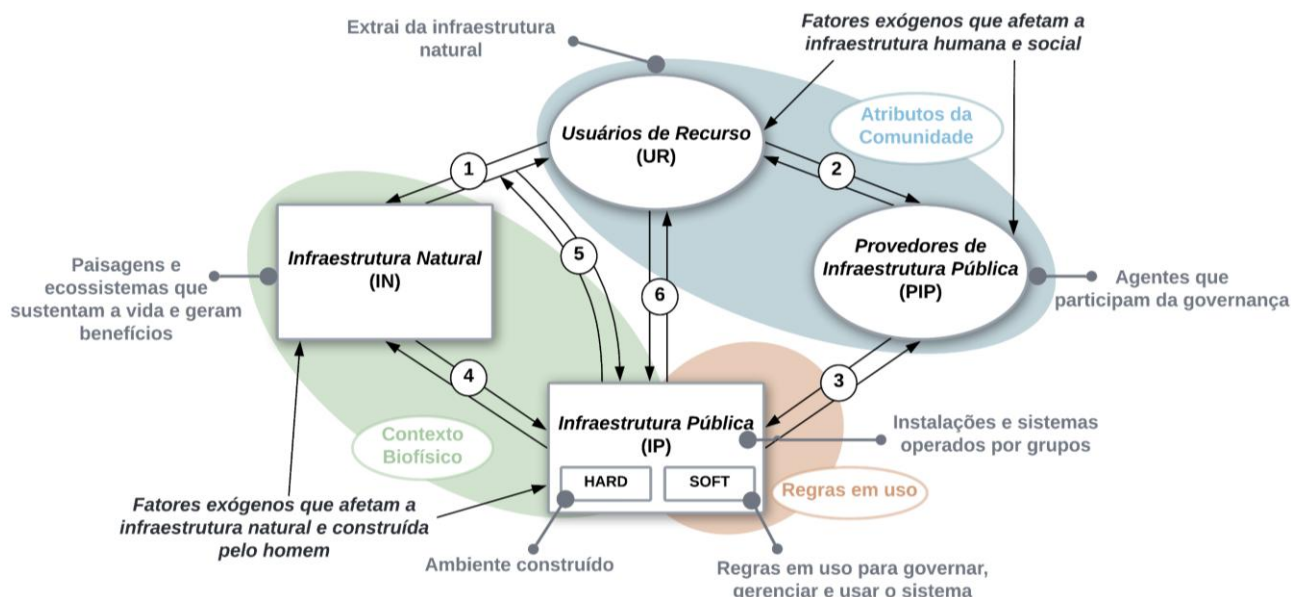 Extrai da infraestrutura
natural
Fatores exógenos que afetam a
infraestrutura humana e social
Usuários de Recurso
(UR)
Atributos da
Comunidade
1
2
Infraestrutura Natural
(IN)
Provedores de
Infraestrutura Pública
(PIP)
Paisagens e
ecossistemas que
sustentam a vida e geram
benefícios
Agentes que
participam da governança
5
6
4
3
Infraestrutura Pública
(IP)
HARD
SOFT
Contexto
Biofísico
Instalações e sistemas
operados por grupos
Regras em uso
Fatores exógenos que afetam a
infraestrutura natural e construída
pelo homem
Ambiente construído
Regras em uso para governar,
gerenciar e usar o sistema